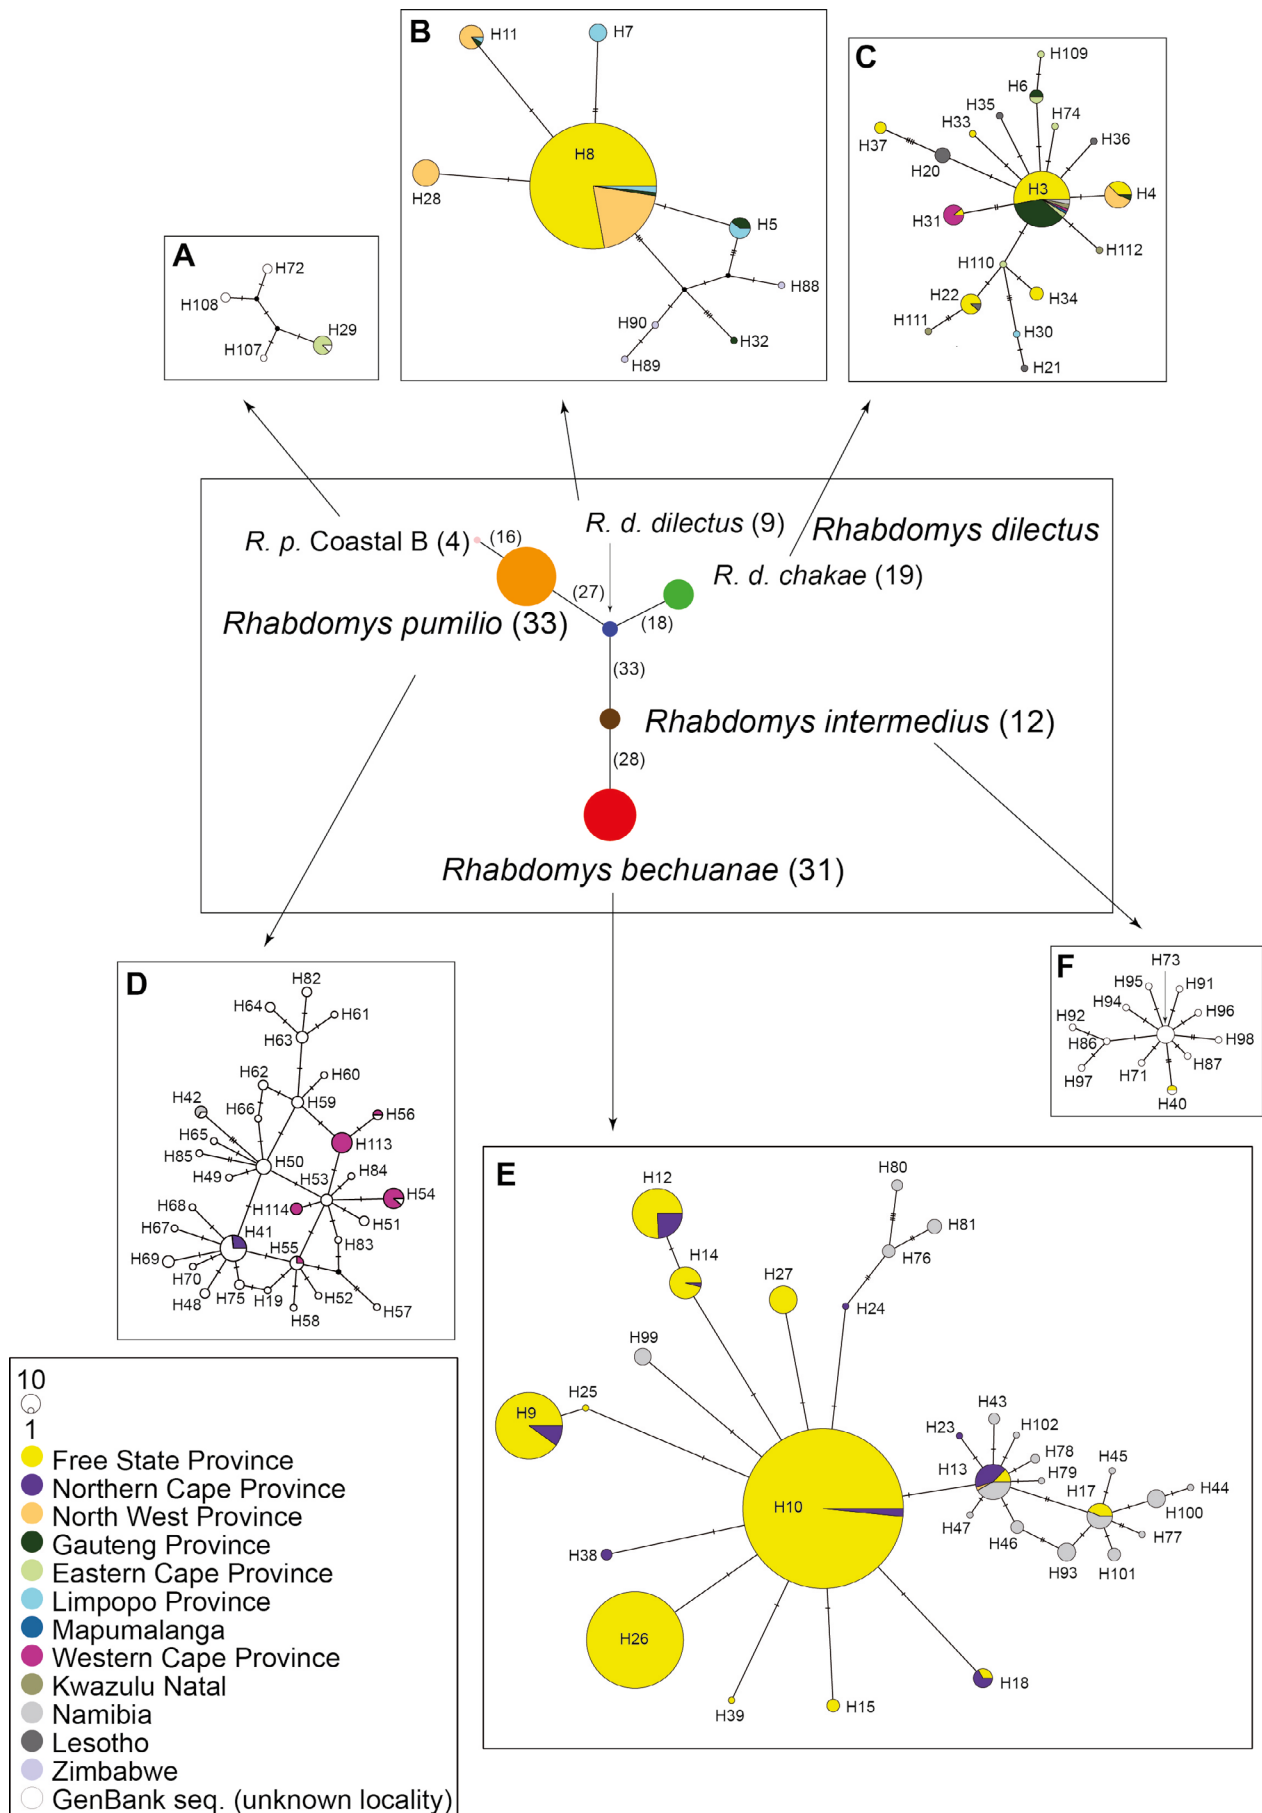 B
H11
H7
H8
H28
H5
H88
H90
H32
H89
C
H109
H6
H35
H33
H74
H37
H36
H20
H3
H4
H31
H112
H110
H22
H34
H111
H30
H21
A
H72
H108
H29
H107
R. p. Coastal B (4)
(16)
R. d. dilectus (9)
Rhabdomys dilectus
R. d. chakae (19)
(27)
(18)
Rhabdomys pumilio (33)
(33)
Rhabdomys intermedius (12)
(28)
Rhabdomys bechuanae (31)
D
H82
H64
H61
H63
H62
H60
H42
H59
H66
H56
H65
H113
H85
H50
H53
H84
H49
H54
H68
H114
H67
H41
H51
H55
H83
H69
H70
H75
H19
H52
H48
H58
H57
F
H73
H95
H91
H94
H96
H92
H86
H98
H87
H71
H97
H40
E
H12
H80
H81
H14
H76
H27
H24
H99
H25
H9
H43
H23
H102
H78
H45
H13
H79
H17
H44
H10
H100
H47
H46
H77
H38
H93
H101
H26
H18
H39
H15
10
1
Free State Province
Northern Cape Province
North West Province
Gauteng Province
Eastern Cape Province
Limpopo Province
Mapumalanga
Western Cape Province
Kwazulu Natal
Namibia
Lesotho
Zimbabwe
GenBank seq. (unknown locality)